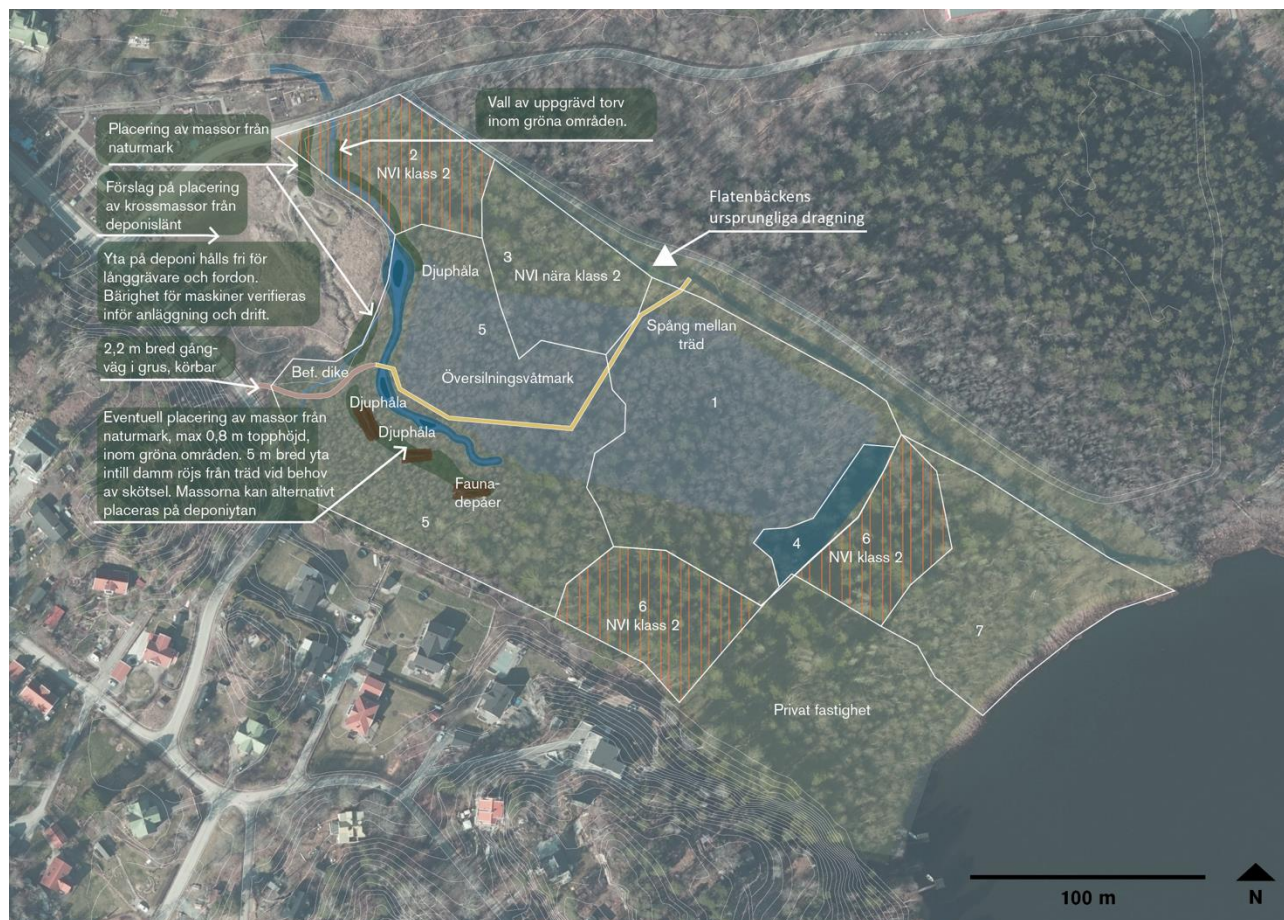 Placering av massor från
naturmark
Förslag på placering
av krossmassor från
deponislänt
Yta på deponi hålls fri för
långgrävare och fordon.
Bärighet för maskiner verifieras
inför anläggning och drift.
2,2 m bred gång-
väg i grus, körbar
Eventuell placering av massor från
naturmark, max 0,8 m topphöjd,
inom gröna områden. 5 m bred yta
intill damm röjs från träd vid behov
av skötsel. Massorna kan alternativt
placeras på deponiytan
Vall av uppgrävd torv
inom gröna områden.
2
NVI klass 2
Flatenbäckens
ursprungliga dragning
Djuphåla
3
NVI nära klass 2
5
Spång mellan
träd
Bef. dike
Översilningsvåtmark
1
Djuphåla
Djuphåla
Fauna-
depåer
5
4
6
NVI klass 2
6
NVI klass 2
7
Privat fastighet
100 m
N